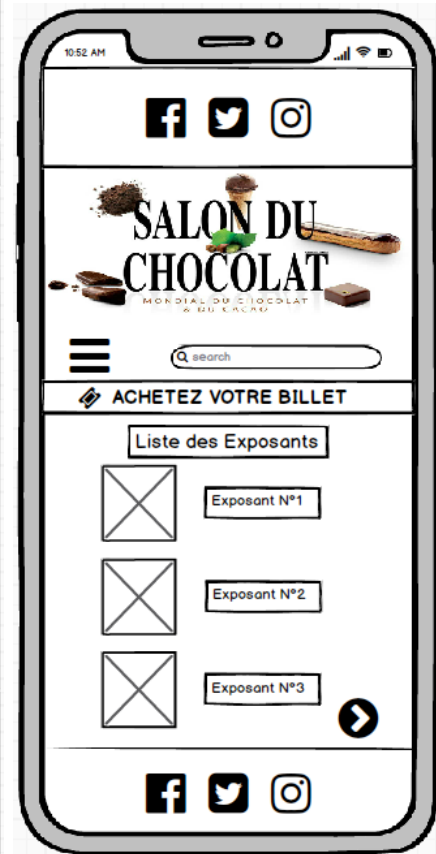 10:52 AM
SALON DU
CHOCOLAT
MONDIAL DU CHOCOLAT
& DU CACAO
search
ACHETEZ VOTRE BILLET
Liste des Exposants
Exposant N°1
Exposant N°2
Exposant N°3